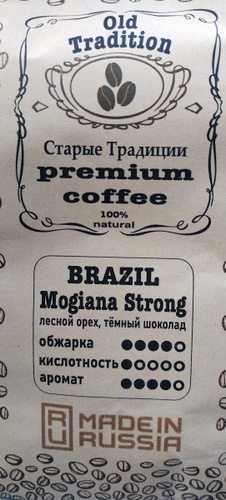 Old
Tradition
Старые Традиции
premium
coffee
100%
natural
BRAZIL
Mogiana Strong
лесной орех, тёмный шоколад
обжарка
кислотность
аромат
RU MADE IN
RUSSIA